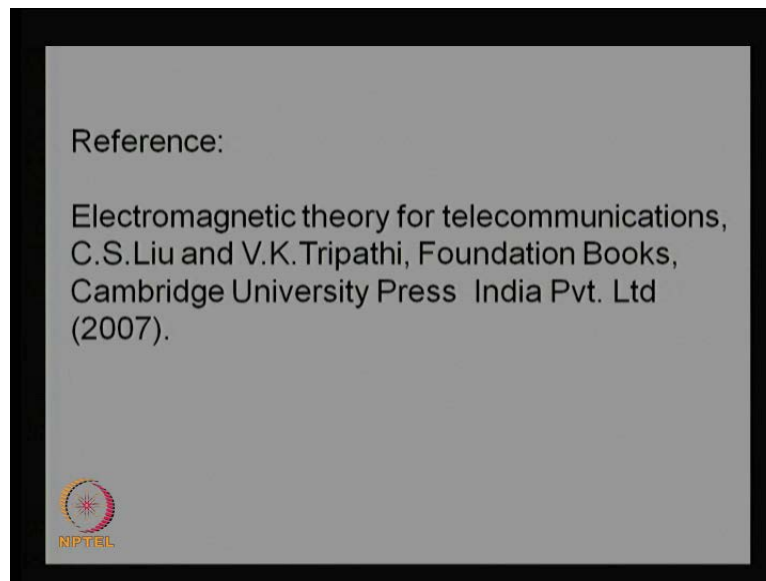 Reference:
Electromagnetic theory for telecommunications,
C.S.Liu and V.K.Tripathi, Foundation Books,
Cambridge University Press India Pvt. Ltd
(2007).
NPTEL